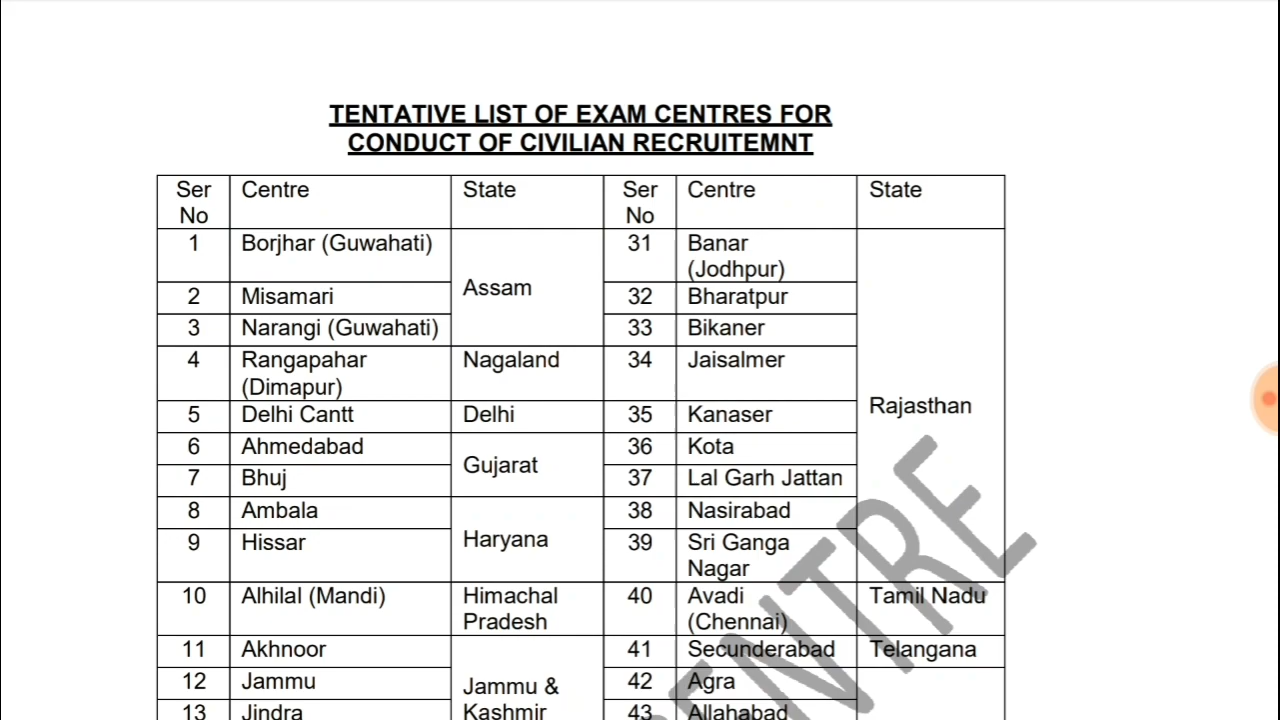 TENTATIVE LIST OF EXAM CENTRES FOR
CONDUCT OF CIVILIAN RECRUITEMNT
Ser No Centre State Ser No Centre State
1 Borjhar (Guwahati) Assam 31 Banar (Jodhpur) Rajasthan
2 Misamari 32 Bharatpur
3 Narangi (Guwahati) 33 Bikaner
4 Rangapahar (Dimapur) Nagaland 34 Jaisalmer
5 Delhi Cantt Delhi 35 Kanaser
6 Ahmedabad Gujarat 36 Kota
7 Bhuj 37 Lal Garh Jattan
8 Ambala Haryana 38 Nasirabad
9 Hissar 39 Sri Ganga Nagar
10 Alhilal (Mandi) Himachal Pradesh 40 Avadi (Chennai) Tamil Nadu
11 Akhnoor Jammu & Kashmir 41 Secunderabad Telangana
12 Jammu 42 Agra
13 Jindra 43 Allahabad